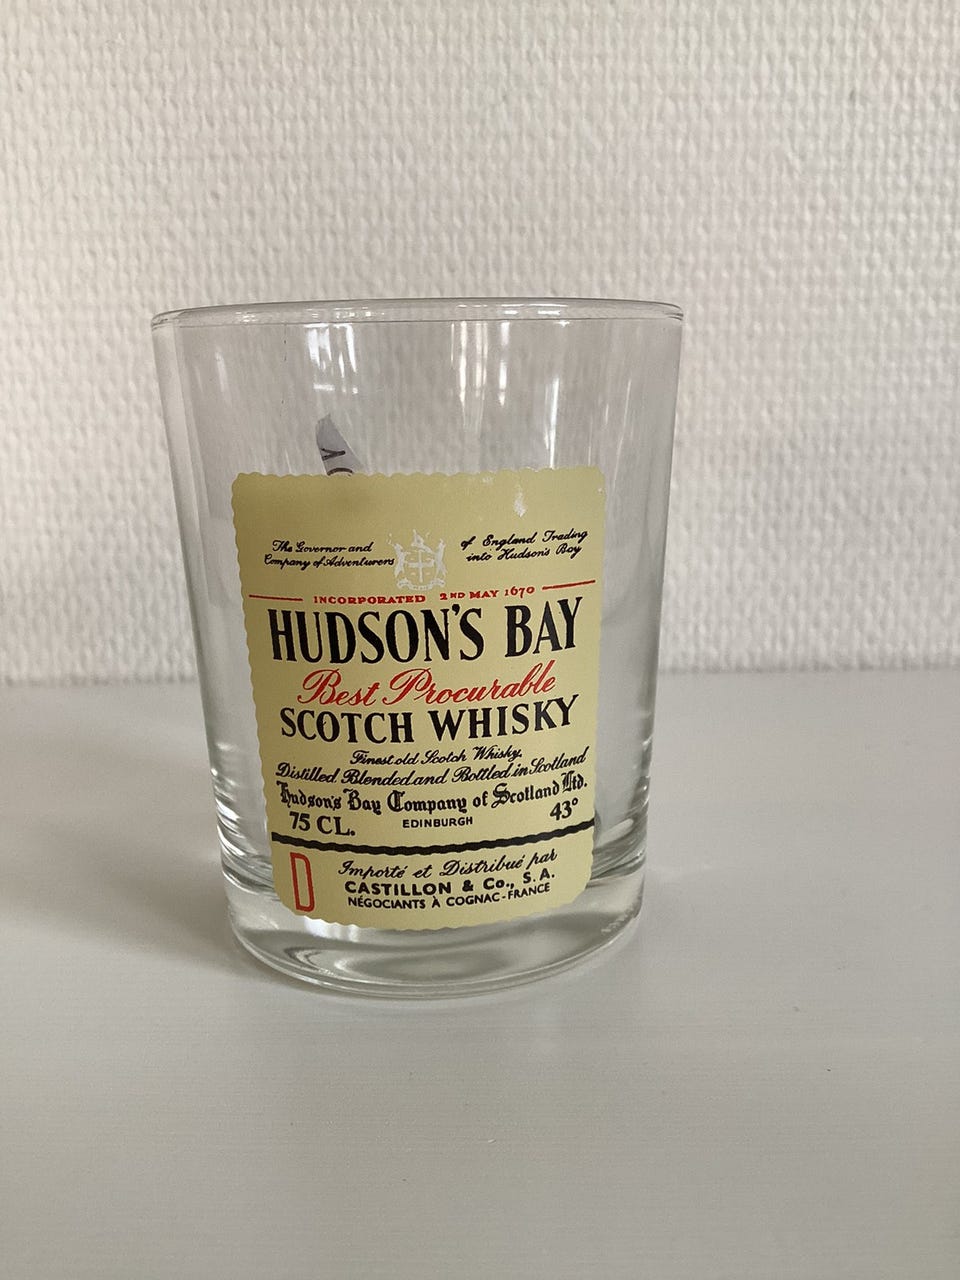 The Governor and
Company of Adventurers
of England Trading
into Hudson's Bay
INCORPORATED 2ND MAY 1670
HUDSON'S BAY
Best Procurable
SCOTCH WHISKY
Finest old Scotch Whisky.
Distilled Blended and Bottled in Scotland
Hudson's Bay Company of Scotland Ltd.
75 CL.
EDINBURGH
43°
D
Importé et Distribué par
CASTILLON & Co., S.A.
NÉGOCIANTS À COGNAC-FRANCE